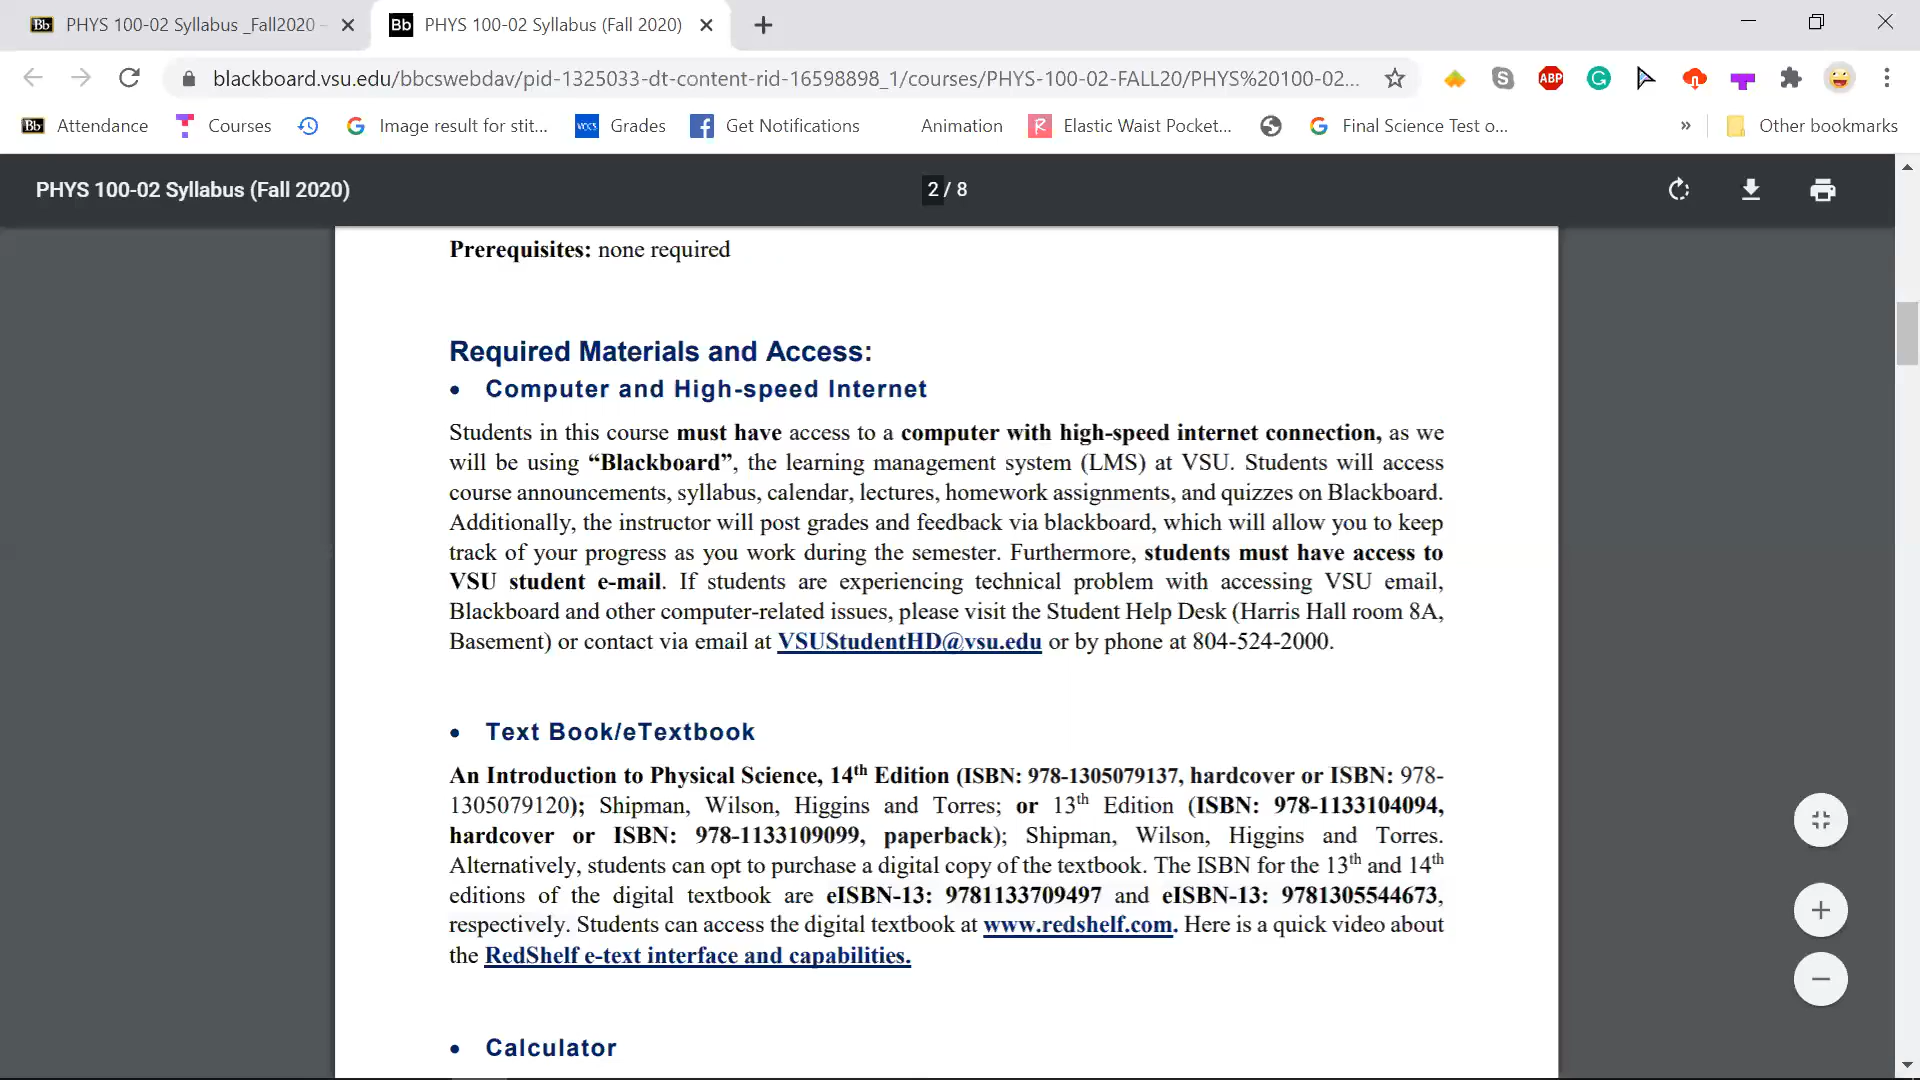 PHYS 100-02 Syllabus _Fall2020 –
PHYS 100-02 Syllabus (Fall 2020)
blackboard.vsu.edu/bbcswebdav/pid-1325033-dt-content-rid-16598898_1/courses/PHYS-100-02-FALL20/PHYS%20100-02...
ABP
Bb Attendance
Courses
Image result for stit...
VCCS Grades
Get Notifications
Animation
R Elastic Waist Pocket...
Final Science Test o...
»
Other bookmarks
PHYS 100-02 Syllabus (Fall 2020)
2 / 8
Prerequisites: none required
Required Materials and Access:
• Computer and High-speed Internet
Students in this course must have access to a computer with high-speed internet connection, as we
will be using “Blackboard”, the learning management system (LMS) at VSU. Students will access
course announcements, syllabus, calendar, lectures, homework assignments, and quizzes on Blackboard.
Additionally, the instructor will post grades and feedback via blackboard, which will allow you to keep
track of your progress as you work during the semester. Furthermore, students must have access to
VSU student e-mail. If students are experiencing technical problem with accessing VSU email,
Blackboard and other computer-related issues, please visit the Student Help Desk (Harris Hall room 8A,
Basement) or contact via email at VSUStudentHD@vsu.edu or by phone at 804-524-2000.
• Text Book/eTextbook
An Introduction to Physical Science, 14th Edition (ISBN: 978-1305079137, hardcover or ISBN: 978-
1305079120); Shipman, Wilson, Higgins and Torres; or 13th Edition (ISBN: 978-1133104094,
hardcover or ISBN: 978-1133109099, paperback); Shipman, Wilson, Higgins and Torres.
Alternatively, students can opt to purchase a digital copy of the textbook. The ISBN for the 13th and 14th
editions of the digital textbook are eISBN-13: 9781133709497 and eISBN-13: 9781305544673,
respectively. Students can access the digital textbook at www.redshelf.com. Here is a quick video about
the RedShelf e-text interface and capabilities.
• Calculator